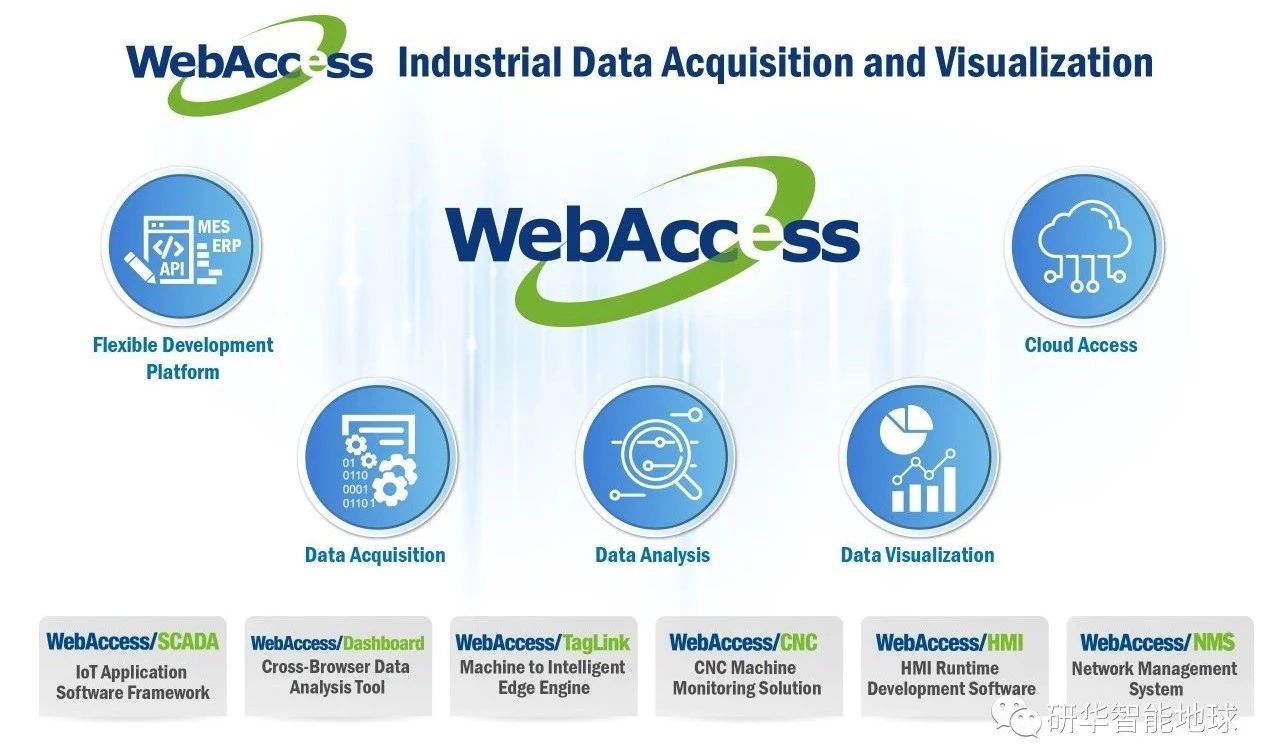 WebAccess Industrial Data Acquisition and Visualization
WebAccess
MES
ERP
</>
API
Flexible Development
Platform
Cloud Access
01
0110
0001
01101
Data Acquisition
Data Analysis
Data Visualization
WebAccess/SCADA
IoT Application
Software Framework
WebAccess/Dashboard
Cross-Browser Data
Analysis Tool
WebAccess/TagLink
Machine to Intelligent
Edge Engine
WebAccess/CNC
CNC Machine
Monitoring Solution
WebAccess/HMI
HMI Runtime
Development Software
WebAccess/NMS
Network Management
System
研华智能地球